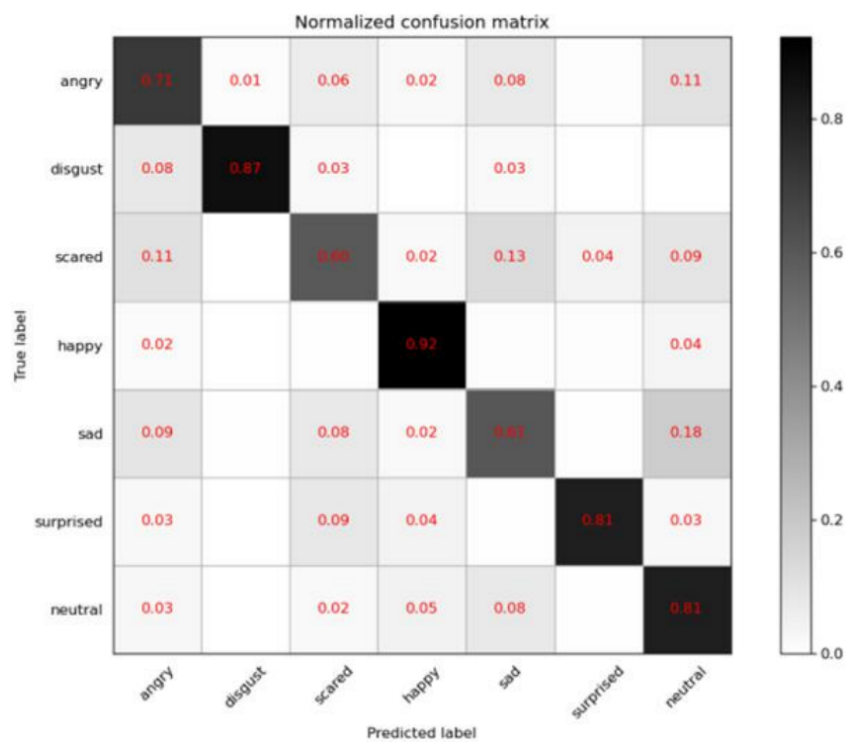 Normalized confusion matrix
angry 0.71 0.01 0.06 0.02 0.08 0.11
disgust 0.08 0.87 0.03 0.03
scared 0.11 0.60 0.02 0.13 0.04 0.09
happy 0.02 0.92 0.04
sad 0.09 0.08 0.02 0.18
surprised 0.03 0.09 0.04 0.81 0.03
neutral 0.03 0.02 0.05 0.08 0.81
angry disgust scared happy sad surprised neutral
True label
Predicted label
0.8
0.6
0.4
0.2
0.0